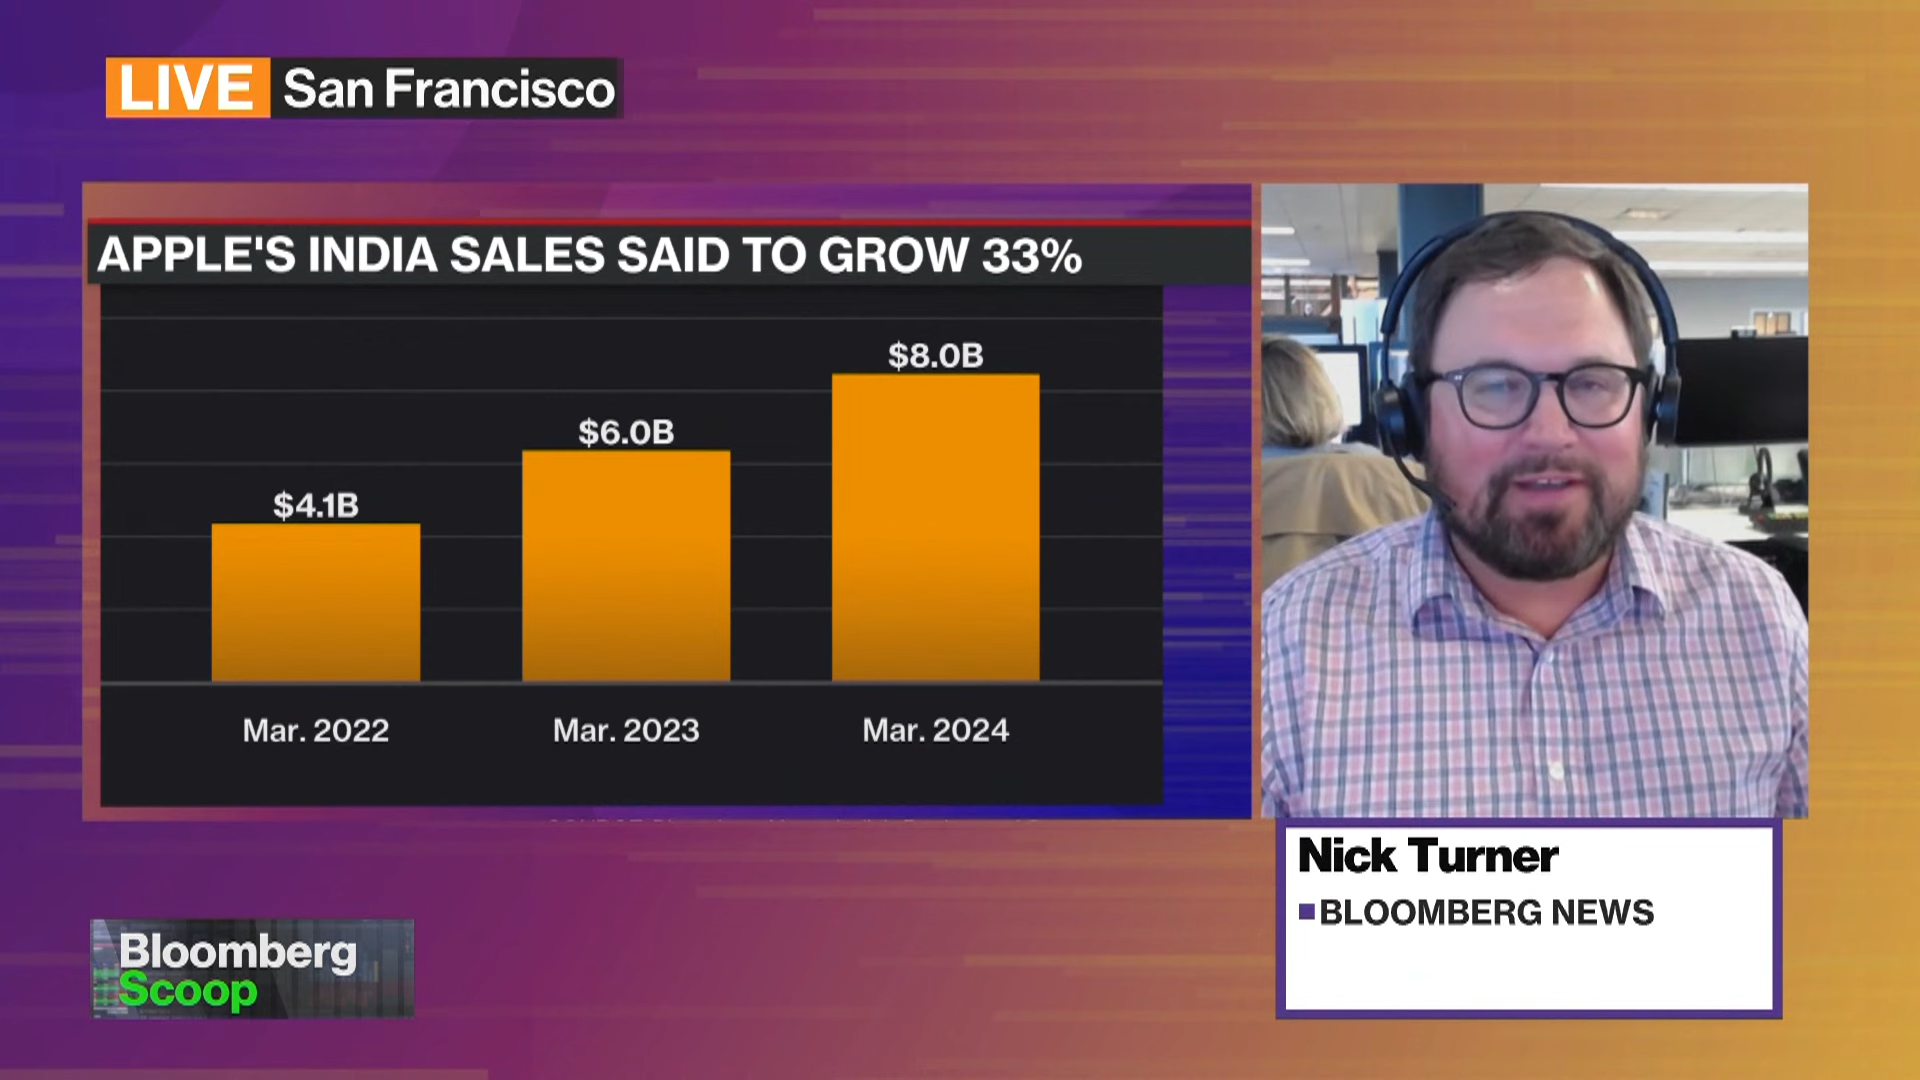 LIVE San Francisco
APPLE'S INDIA SALES SAID TO GROW 33%
$8.0B
$6.0B
$4.1B
Mar. 2022 Mar. 2023 Mar. 2024
Nick Turner
BLOOMBERG NEWS
Bloomberg
Scoop